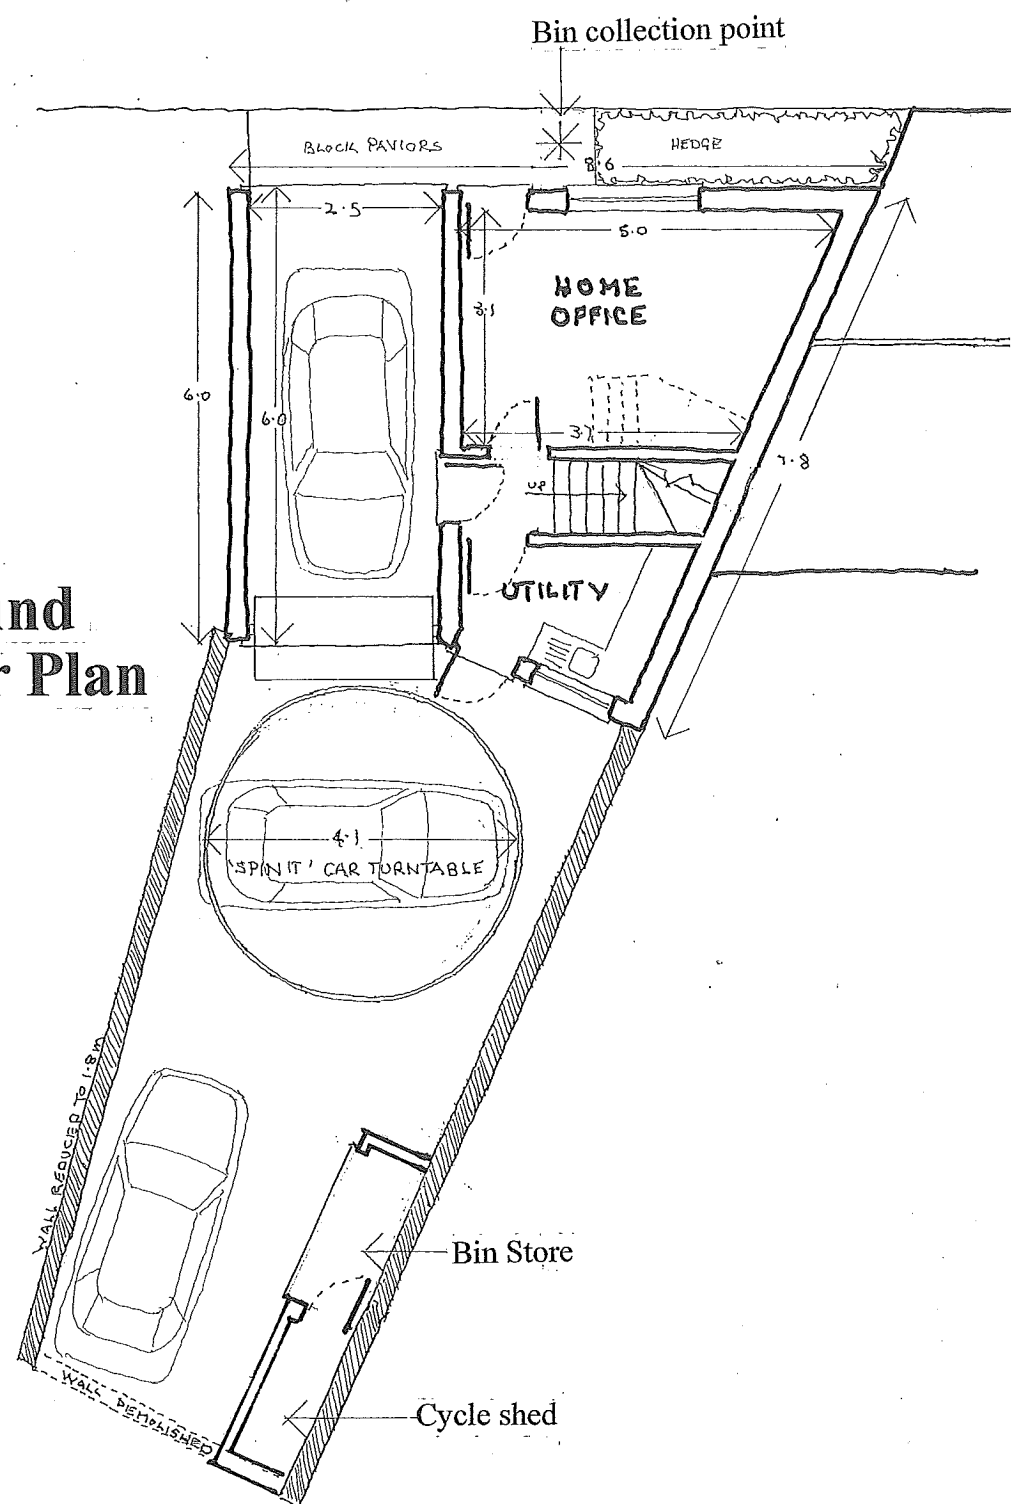 Bin collection point
BLOCK PAVIORS
HEDGE
8.6
2.5
5.0
HOME
OFFICE
3.1
6.0
6.0
3.7
7.8
UP
UTILITY
Plan
4.1
'SPIN IT' CAR TURNTABLE
WALL REDUCED TO 1.8m
Bin Store
WALL DEMOLISHED
Cycle shed